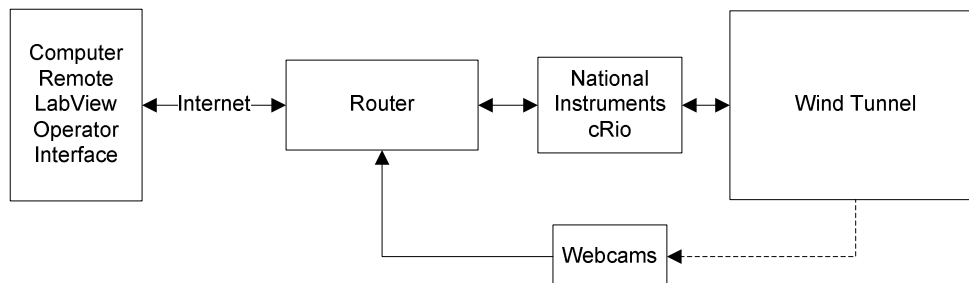 Computer
Remote
LabView
Operator
Interface
Internet
Router
National
Instruments
cRio
Wind Tunnel
Webcams